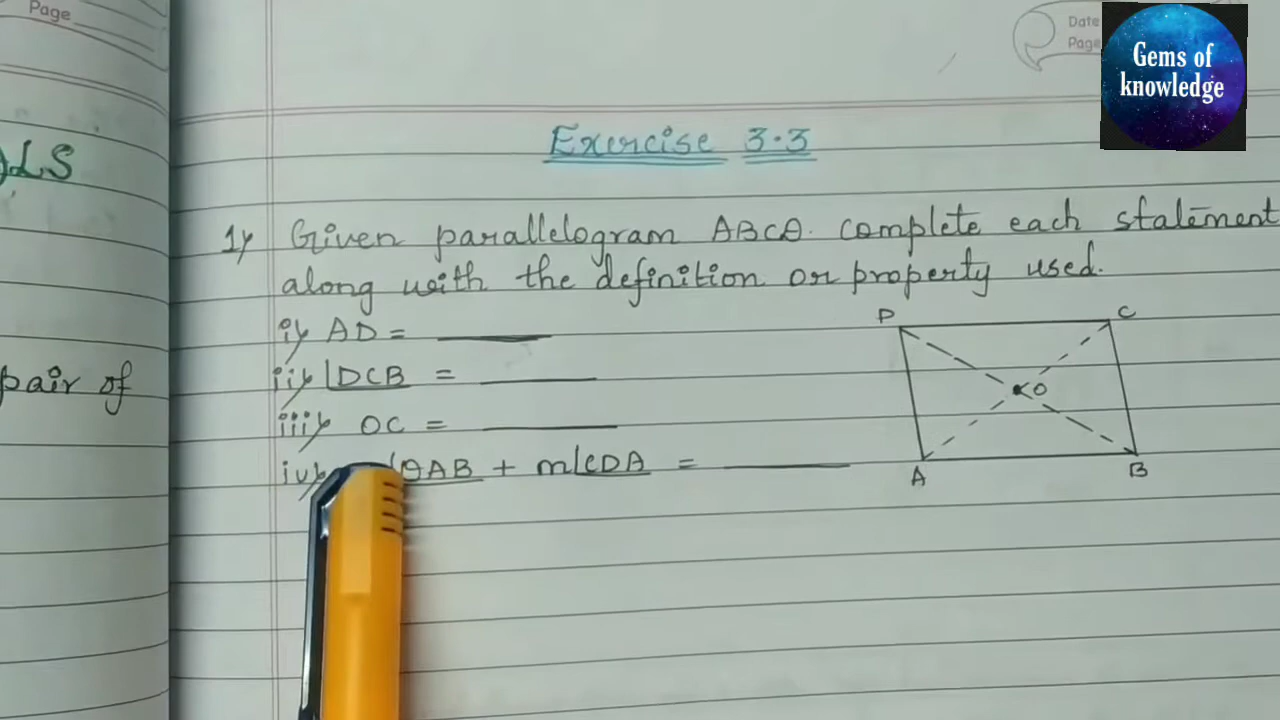 Page
Date
Page
Gems of
knowledge
LS
Exercise 3.3
1) Given parallelogram ABCD. complete each statement
along with the definition or property used.
i) AD =
pair of
ii) ∠DCB =
iii) OC =
iv) ∠DAB + m∠CDA =
D
C
O
A
B